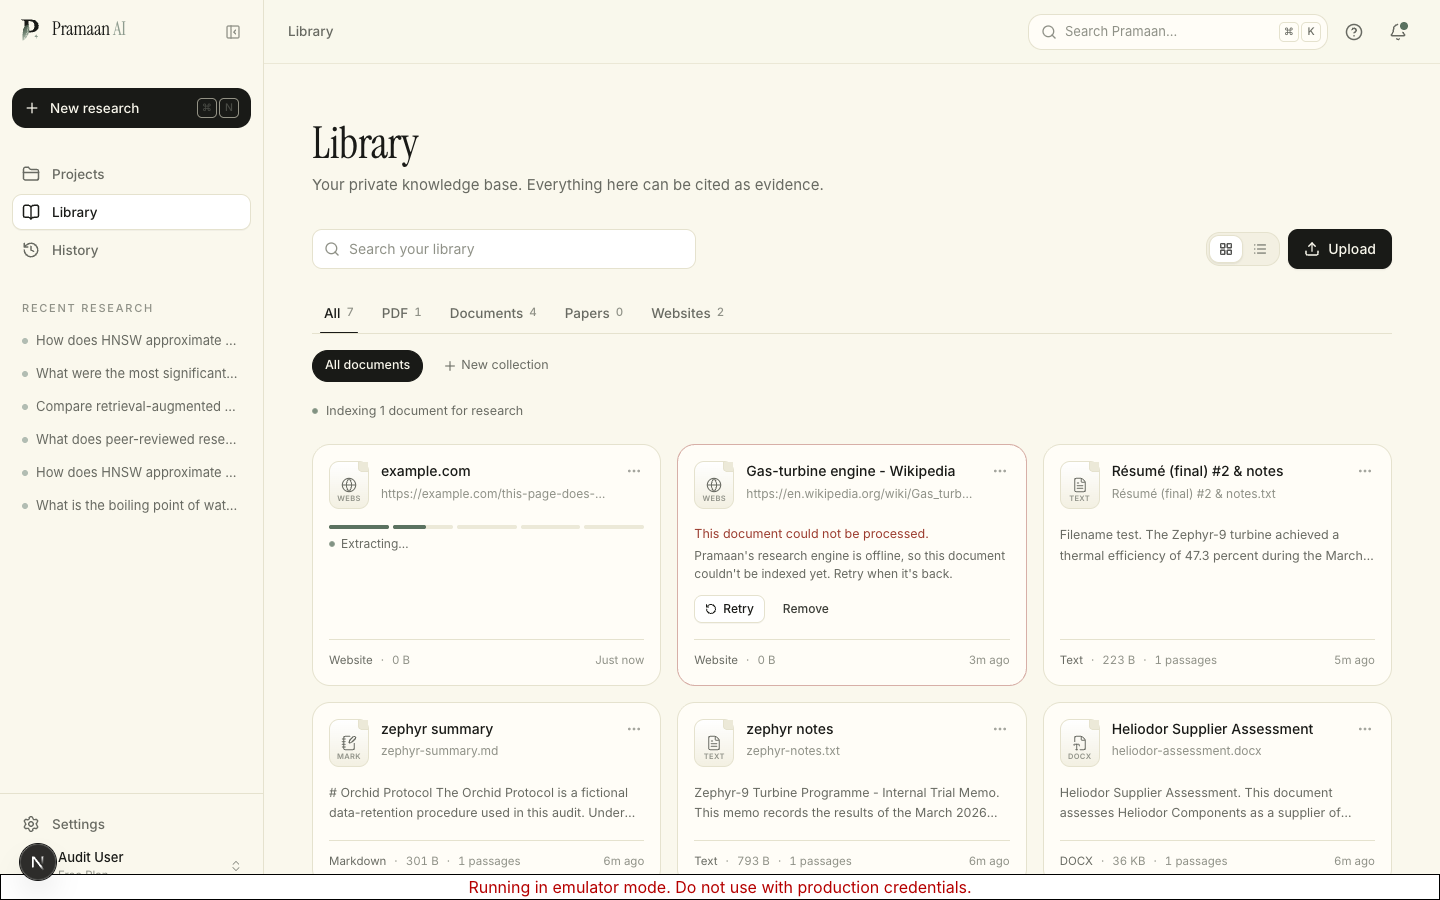 Pramaan AI
Library
Search Pramaan...
⌘ K
New research
⌘ N
Projects
Library
History
RECENT RESEARCH
How does HNSW approximate ...
What were the most significant...
Compare retrieval-augmented ...
What does peer-reviewed rese...
How does HNSW approximate ...
What is the boiling point of wat...
Settings
N
Audit User
Library
Your private knowledge base. Everything here can be cited as evidence.
Search your library
Upload
All 7
PDF 1
Documents 4
Papers 0
Websites 2
All documents
New collection
Indexing 1 document for research
WEBS
example.com
https://example.com/this-page-does-...
Extracting...
Website · 0 B
Just now
WEBS
Gas-turbine engine - Wikipedia
https://en.wikipedia.org/wiki/Gas_turb...
This document could not be processed.
Pramaan's research engine is offline, so this document
couldn't be indexed yet. Retry when it's back.
Retry
Remove
Website · 0 B
3m ago
TEXT
Résumé (final) #2 & notes
Résumé (final) #2 & notes.txt
Filename test. The Zephyr-9 turbine achieved a
thermal efficiency of 47.3 percent during the March...
Text · 223 B · 1 passages
5m ago
MARK
zephyr summary
zephyr-summary.md
# Orchid Protocol The Orchid Protocol is a fictional
data-retention procedure used in this audit. Under...
Markdown · 301 B · 1 passages
6m ago
TEXT
zephyr notes
zephyr-notes.txt
Zephyr-9 Turbine Programme - Internal Trial Memo.
This memo records the results of the March 2026...
Text · 793 B · 1 passages
6m ago
DOCX
Heliodor Supplier Assessment
heliodor-assessment.docx
Heliodor Supplier Assessment. This document
assesses Heliodor Components as a supplier of...
DOCX · 36 KB · 1 passages
6m ago
Running in emulator mode. Do not use with production credentials.